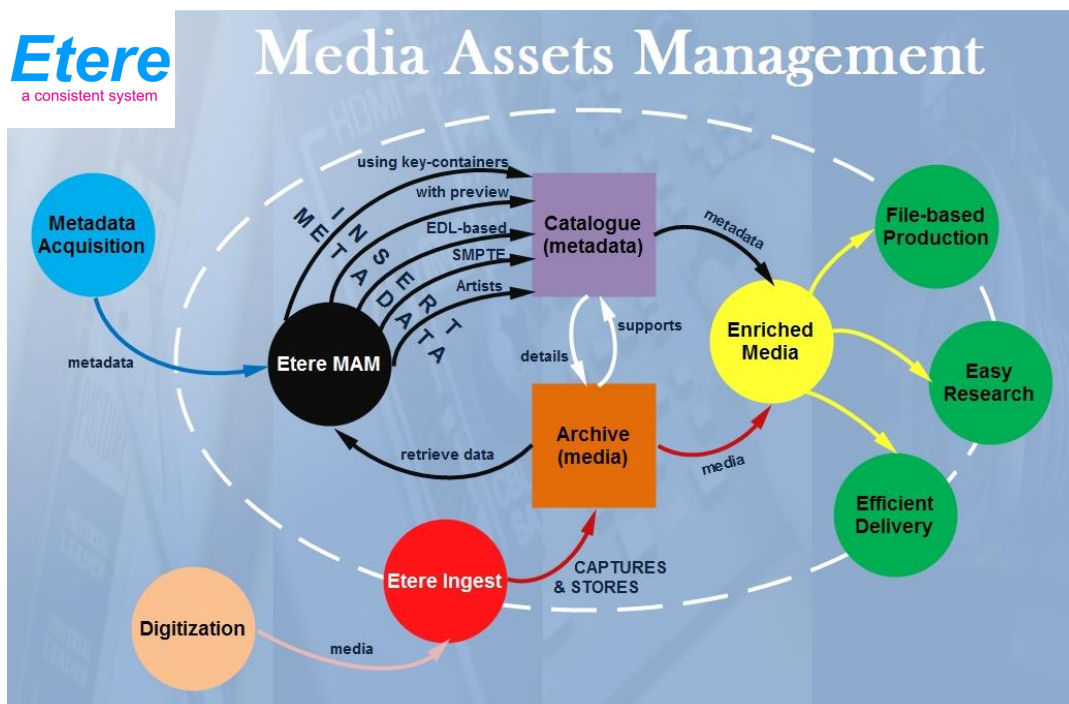 Etere
a consistent system
Media Assets Management
using key-containers
with preview
EDL-based
SMPTE
Artists
INSERT
METADATA
Metadata
Acquisition
metadata
Etere MAM
Catalogue
(metadata)
metadata
details
supports
Archive
(media)
retrieve data
media
Enriched
Media
File-based
Production
Easy
Research
Efficient
Delivery
Etere Ingest
CAPTURES
& STORES
Digitization
media
HDMI